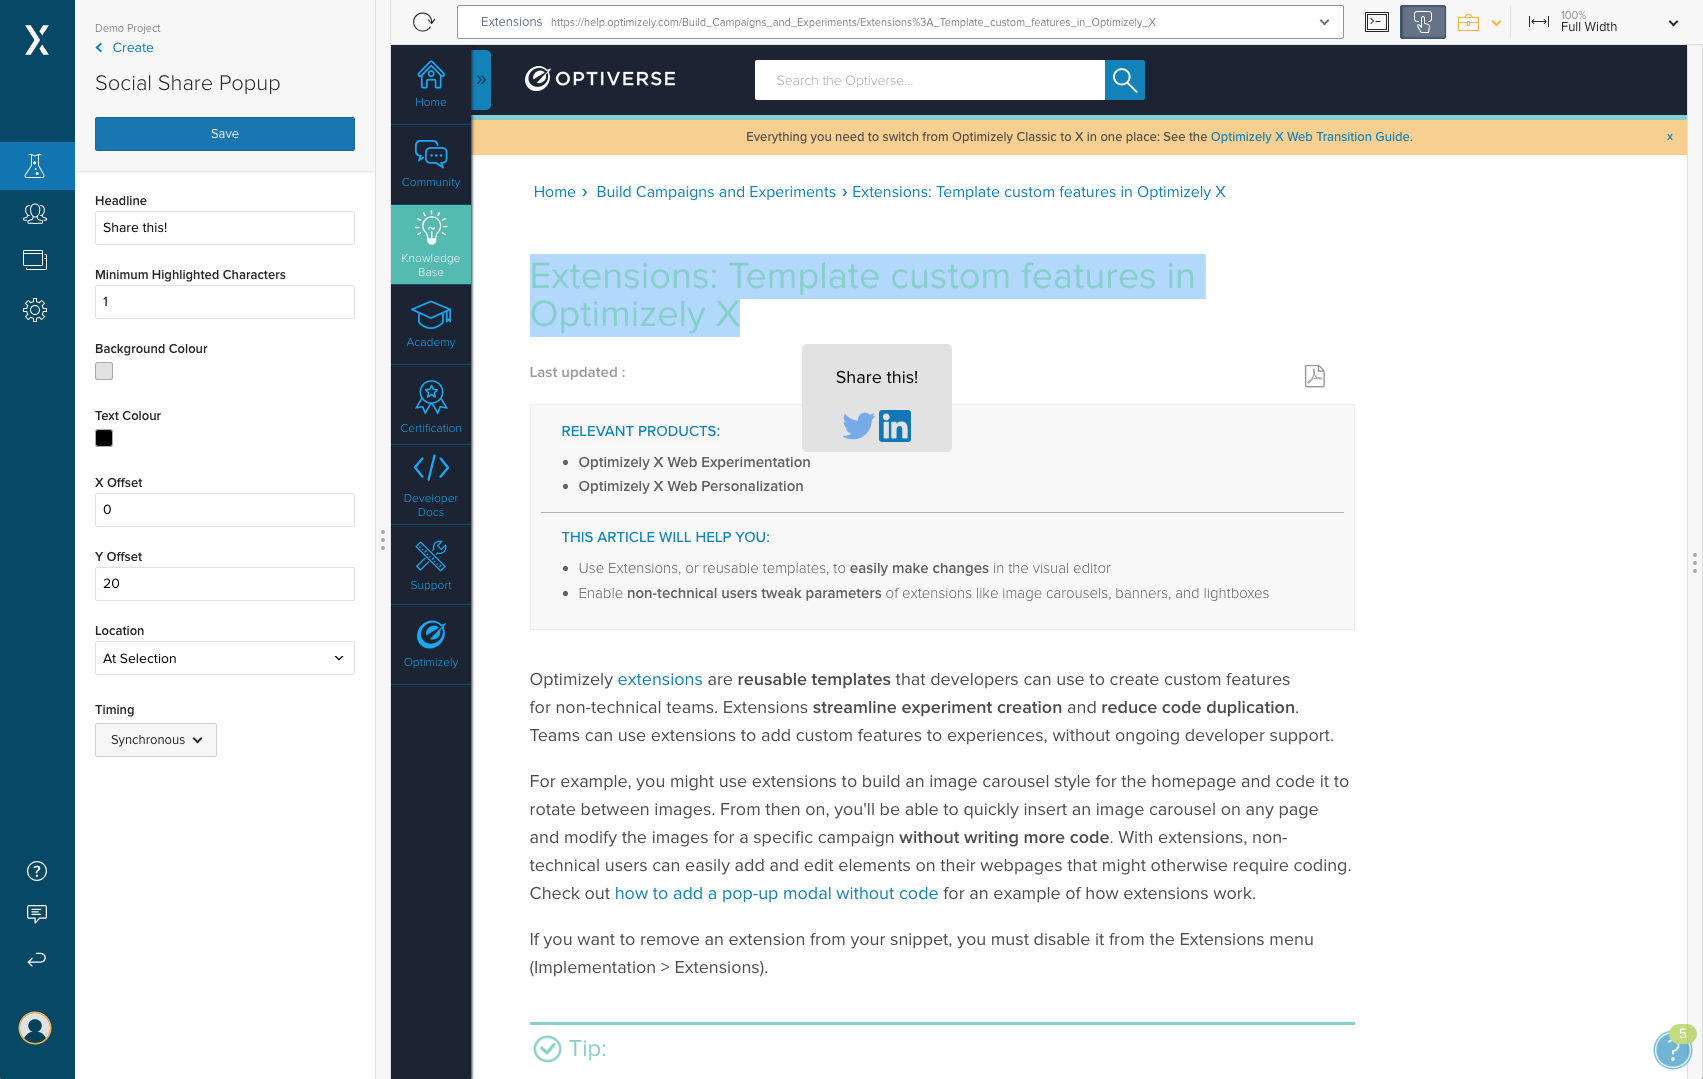 Demo Project
Create
Social Share Popup
Save
Headline
Share this!
Minimum Highlighted Characters
1
Background Colour
Text Colour
X Offset
0
Y Offset
20
Location
At Selection
Timing
Synchronous
Extensions https://help.optimizely.com/Build_Campaigns_and_Experiments/Extensions%3A_Template_custom_features_in_Optimizely_X
100%
Full Width
Home
Community
Knowledge
Base
Academy
Certification
Developer
Docs
Support
Optimizely
»
OPTIVERSE
Search the Optiverse...
Everything you need to switch from Optimizely Classic to X in one place: See the Optimizely X Web Transition Guide.
x
Home › Build Campaigns and Experiments › Extensions: Template custom features in Optimizely X
Extensions: Template custom features in
Optimizely X
Last updated :
Share this!
in
RELEVANT PRODUCTS:
• Optimizely X Web Experimentation
• Optimizely X Web Personalization
THIS ARTICLE WILL HELP YOU:
• Use Extensions, or reusable templates, to easily make changes in the visual editor
• Enable non-technical users tweak parameters of extensions like image carousels, banners, and lightboxes
Optimizely extensions are reusable templates that developers can use to create custom features
for non-technical teams. Extensions streamline experiment creation and reduce code duplication.
Teams can use extensions to add custom features to experiences, without ongoing developer support.
For example, you might use extensions to build an image carousel style for the homepage and code it to
rotate between images. From then on, you'll be able to quickly insert an image carousel on any page
and modify the images for a specific campaign without writing more code. With extensions, non-
technical users can easily add and edit elements on their webpages that might otherwise require coding.
Check out how to add a pop-up modal without code for an example of how extensions work.
If you want to remove an extension from your snippet, you must disable it from the Extensions menu
(Implementation > Extensions).
Tip:
5
?